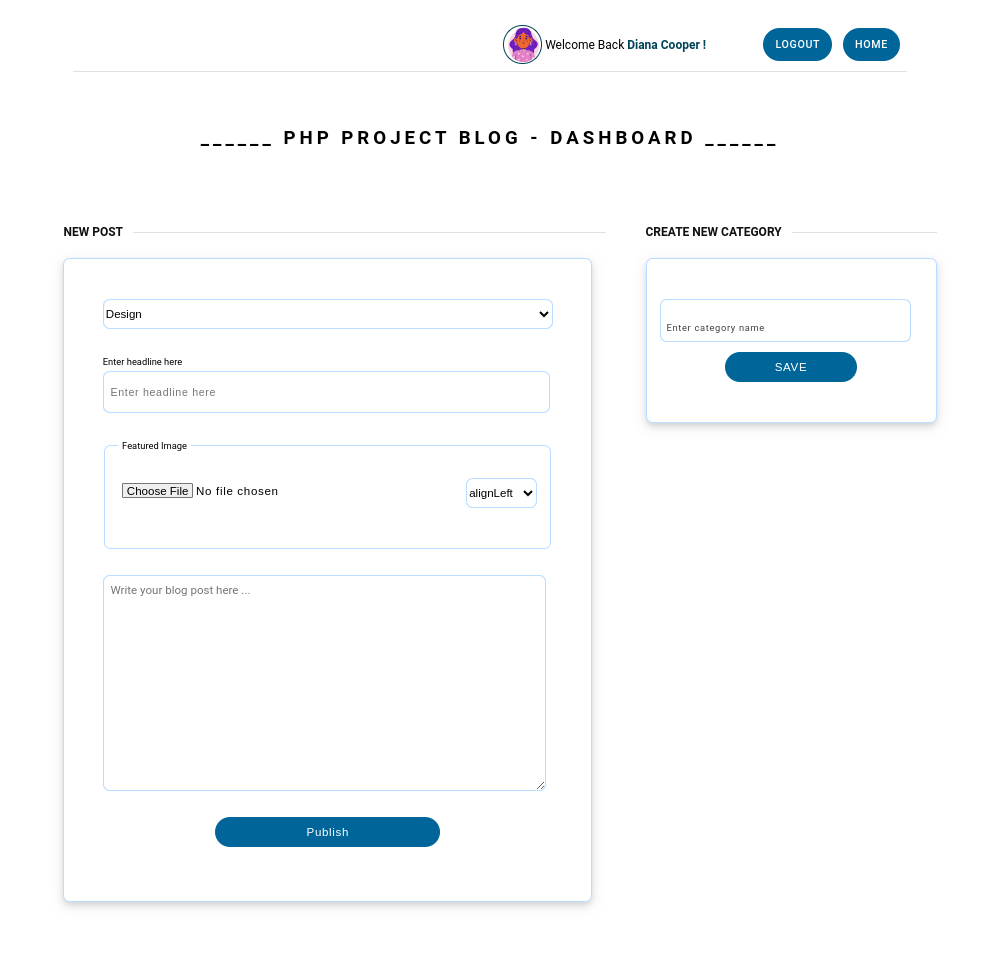 Welcome Back Diana Cooper !
LOGOUT
HOME
______ PHP PROJECT BLOG - DASHBOARD ______
NEW POST
CREATE NEW CATEGORY
Design
Enter category name
SAVE
Enter headline here
Enter headline here
Featured Image
Choose File No file chosen
alignLeft
Write your blog post here ...
Publish